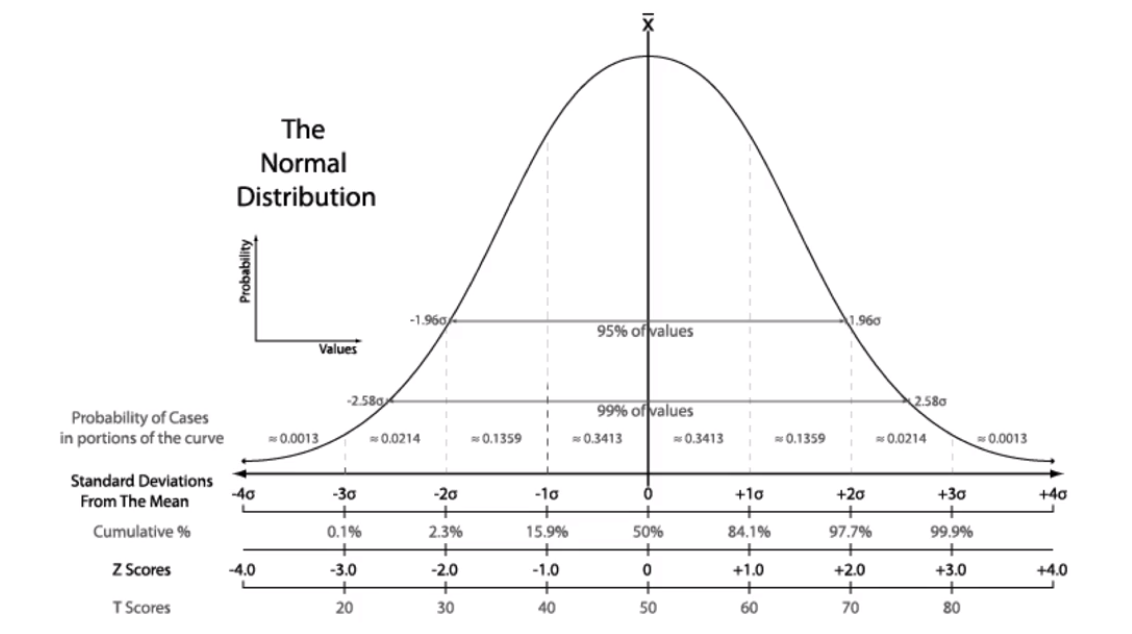 x̄
The
Normal
Distribution
Probability
Values
-1.96σ 1.96σ
95% of values
-2.58σ 2.58σ
99% of values
Probability of Cases
in portions of the curve
≈ 0.0013 ≈ 0.0214 ≈ 0.1359 ≈ 0.3413 ≈ 0.3413 ≈ 0.1359 ≈ 0.0214 ≈ 0.0013
Standard Deviations
From The Mean
-4σ -3σ -2σ -1σ 0 +1σ +2σ +3σ +4σ
Cumulative % 0.1% 2.3% 15.9% 50% 84.1% 97.7% 99.9%
Z Scores -4.0 -3.0 -2.0 -1.0 0 +1.0 +2.0 +3.0 +4.0
T Scores 20 30 40 50 60 70 80